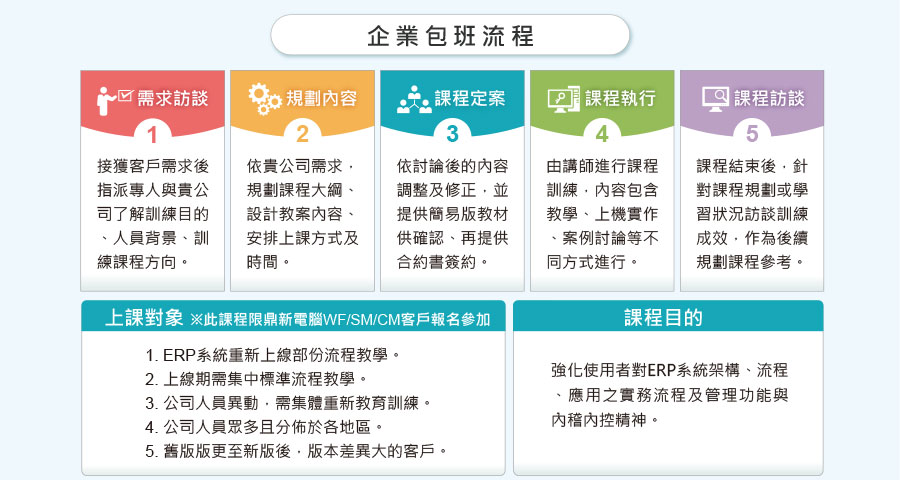 企業包班流程
需求訪談
1
接獲客戶需求後
指派專人與貴公
司了解訓練目的
、人員背景、訓
練課程方向。
規劃內容
2
依貴公司需求，
規劃課程大綱、
設計教案內容、
安排上課方式及
時間。
課程定案
3
依討論後的內容
調整及修正，並
提供簡易版教材
供確認、再提供
合約書簽約。
課程執行
4
由講師進行課程
訓練，內容包含
教學、上機實作
、案例討論等不
同方式進行。
課程訪談
5
課程結束後，針
對課程規劃或學
習狀況訪談訓練
成效，作為後續
規劃課程參考。
上課對象 ※此課程限鼎新電腦WF/SM/CM客戶報名參加
1. ERP系統重新上線部份流程教學。
2. 上線期需集中標準流程教學。
3. 公司人員異動，需集體重新教育訓練。
4. 公司人員眾多且分佈於各地區。
5. 舊版版更至新版後，版本差異大的客戶。
課程目的
強化使用者對ERP系統架構、流程
、應用之實務流程及管理功能與
內稽內控精神。